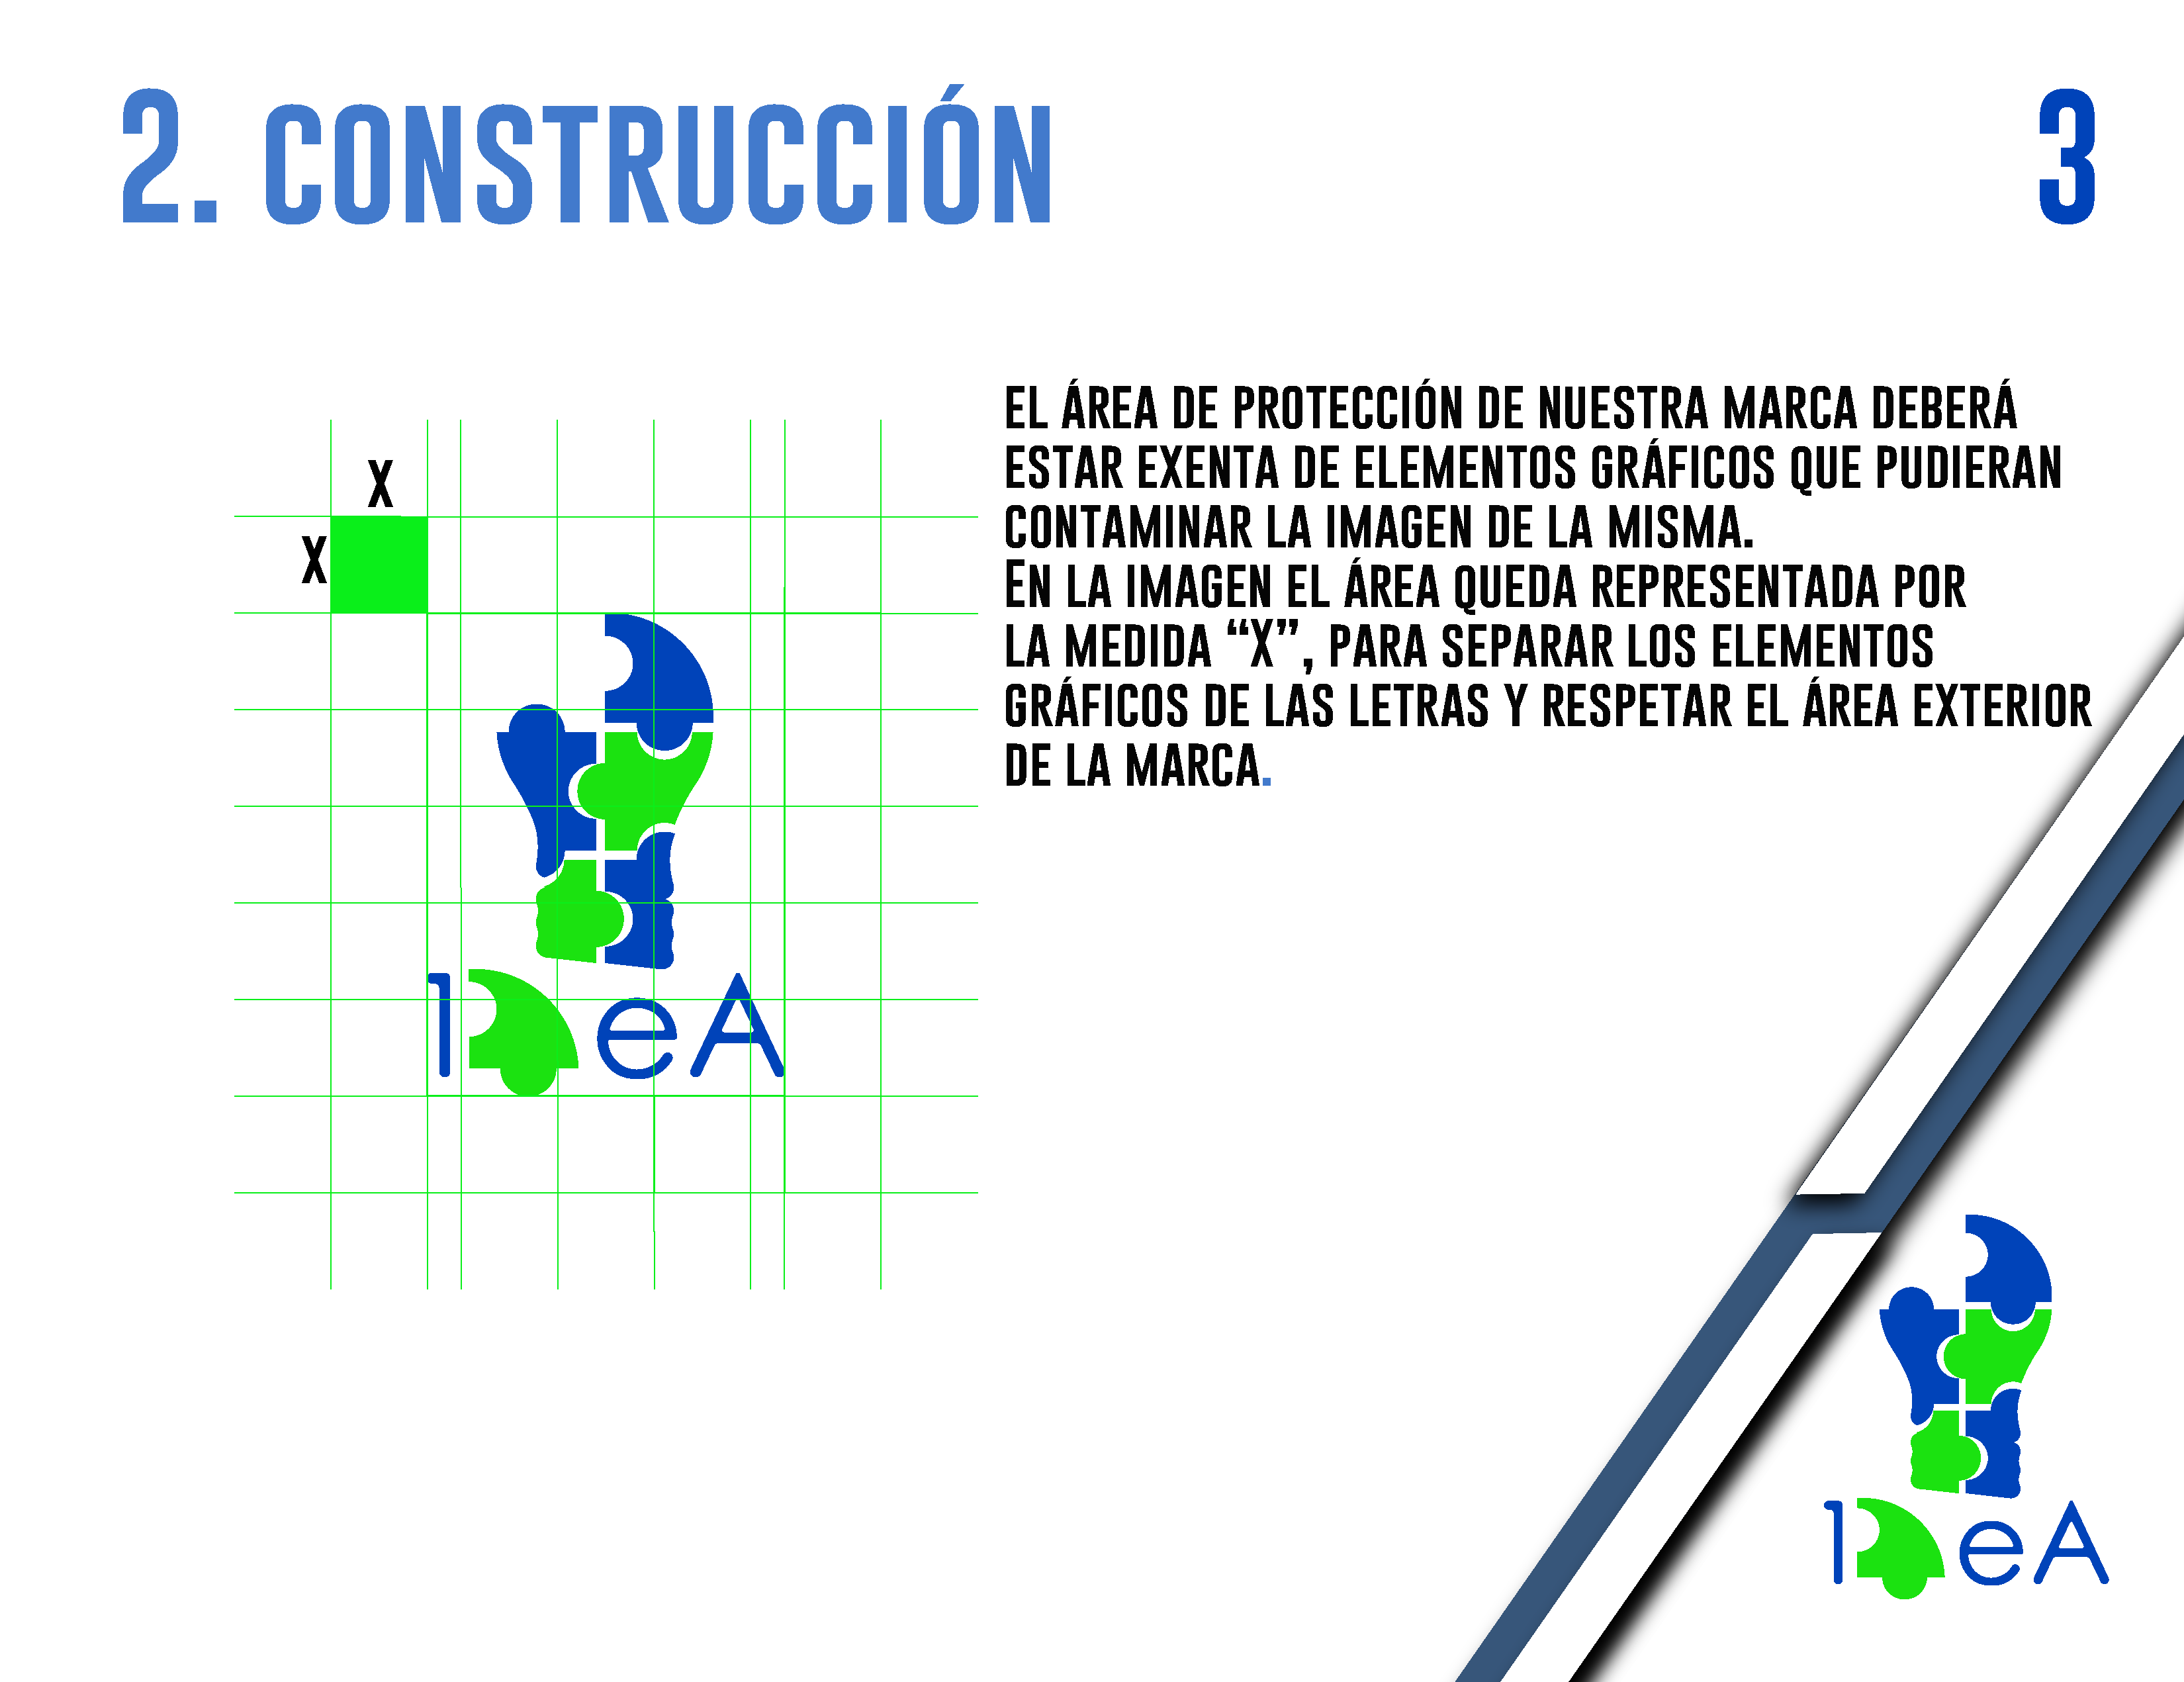 2. CONSTRUCCIÓN
3
EL ÁREA DE PROTECCIÓN DE NUESTRA MARCA DEBERÁ
ESTAR EXENTA DE ELEMENTOS GRÁFICOS QUE PUDIERAN
CONTAMINAR LA IMAGEN DE LA MISMA.
EN LA IMAGEN EL ÁREA QUEDA REPRESENTADA POR
LA MEDIDA “X”, PARA SEPARAR LOS ELEMENTOS
GRÁFICOS DE LAS LETRAS Y RESPETAR EL ÁREA EXTERIOR
DE LA MARCA.
X
X
IDeA
IDeA